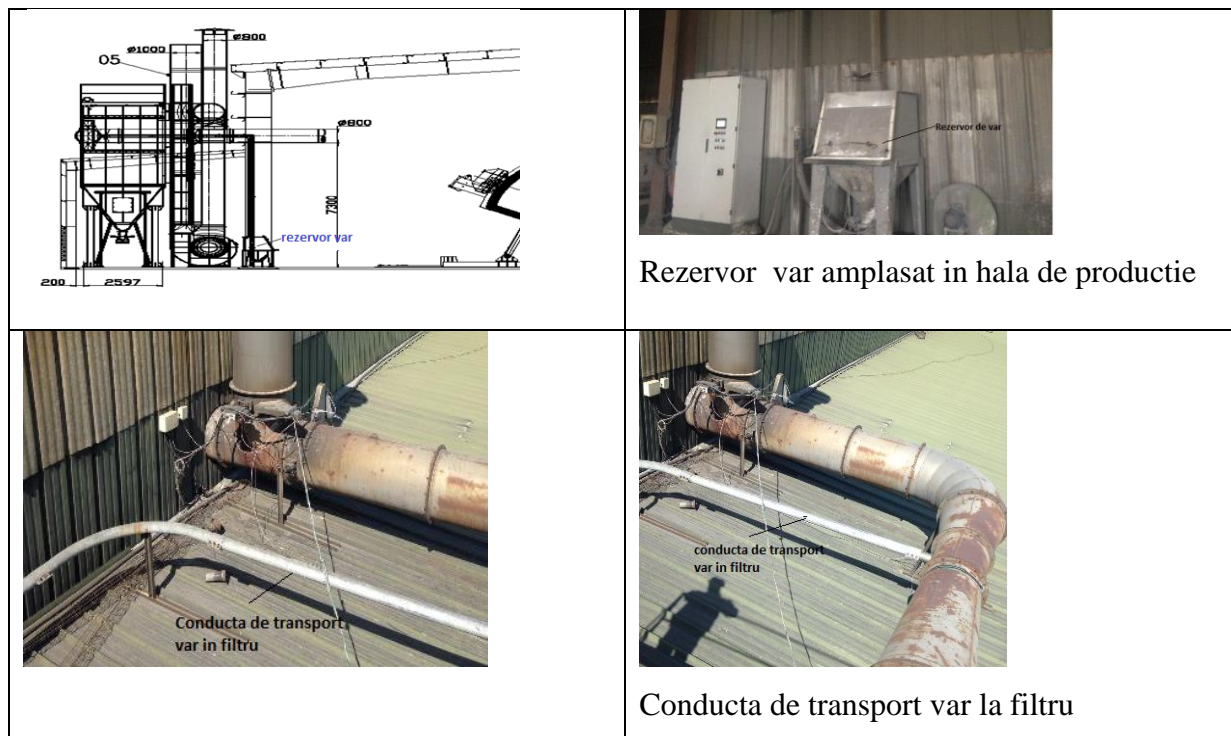 ø800
ø1000
05
ø800
7300
rezervor var
200
2597
Rezervor de var
Rezervor var amplasat in hala de productie
Conducta de transport
var in filtru
conducta de transport
var in filtru
Conducta de transport var la filtru